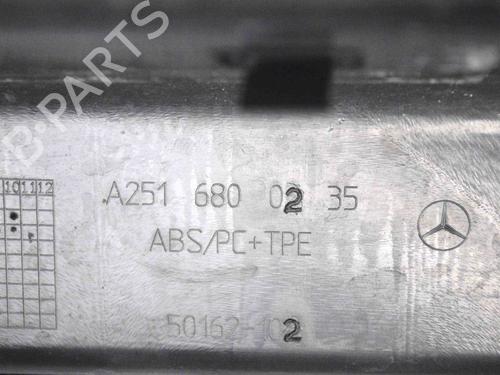 B-PARTS
10 11 12
A251 680 02 35
ABS/PC+TPE
50162-102